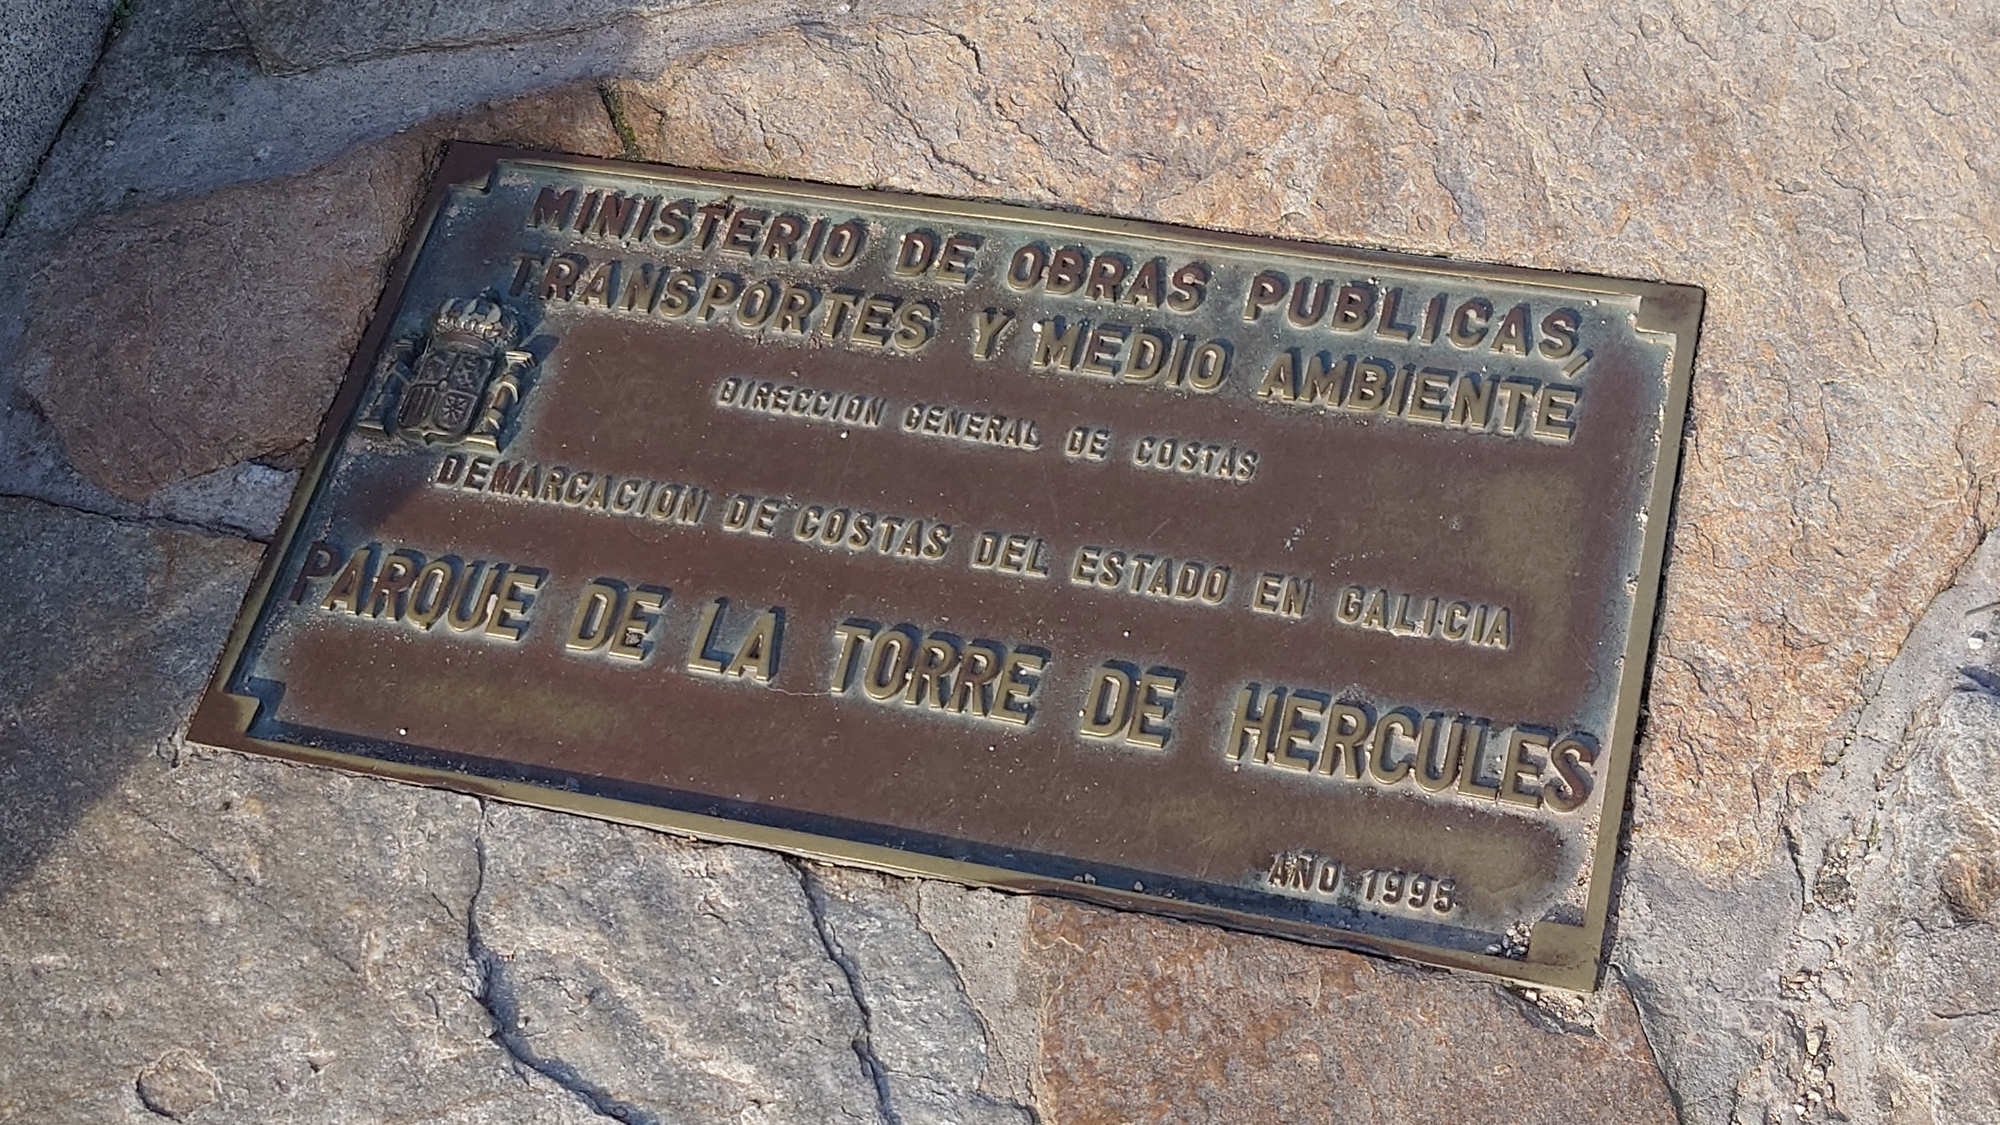 MINISTERIO DE OBRAS PUBLICAS,
TRANSPORTES Y MEDIO AMBIENTE
DIRECCION GENERAL DE COSTAS
DEMARCACION DE COSTAS DEL ESTADO EN GALICIA
PARQUE DE LA TORRE DE HERCULES
AÑO 1995